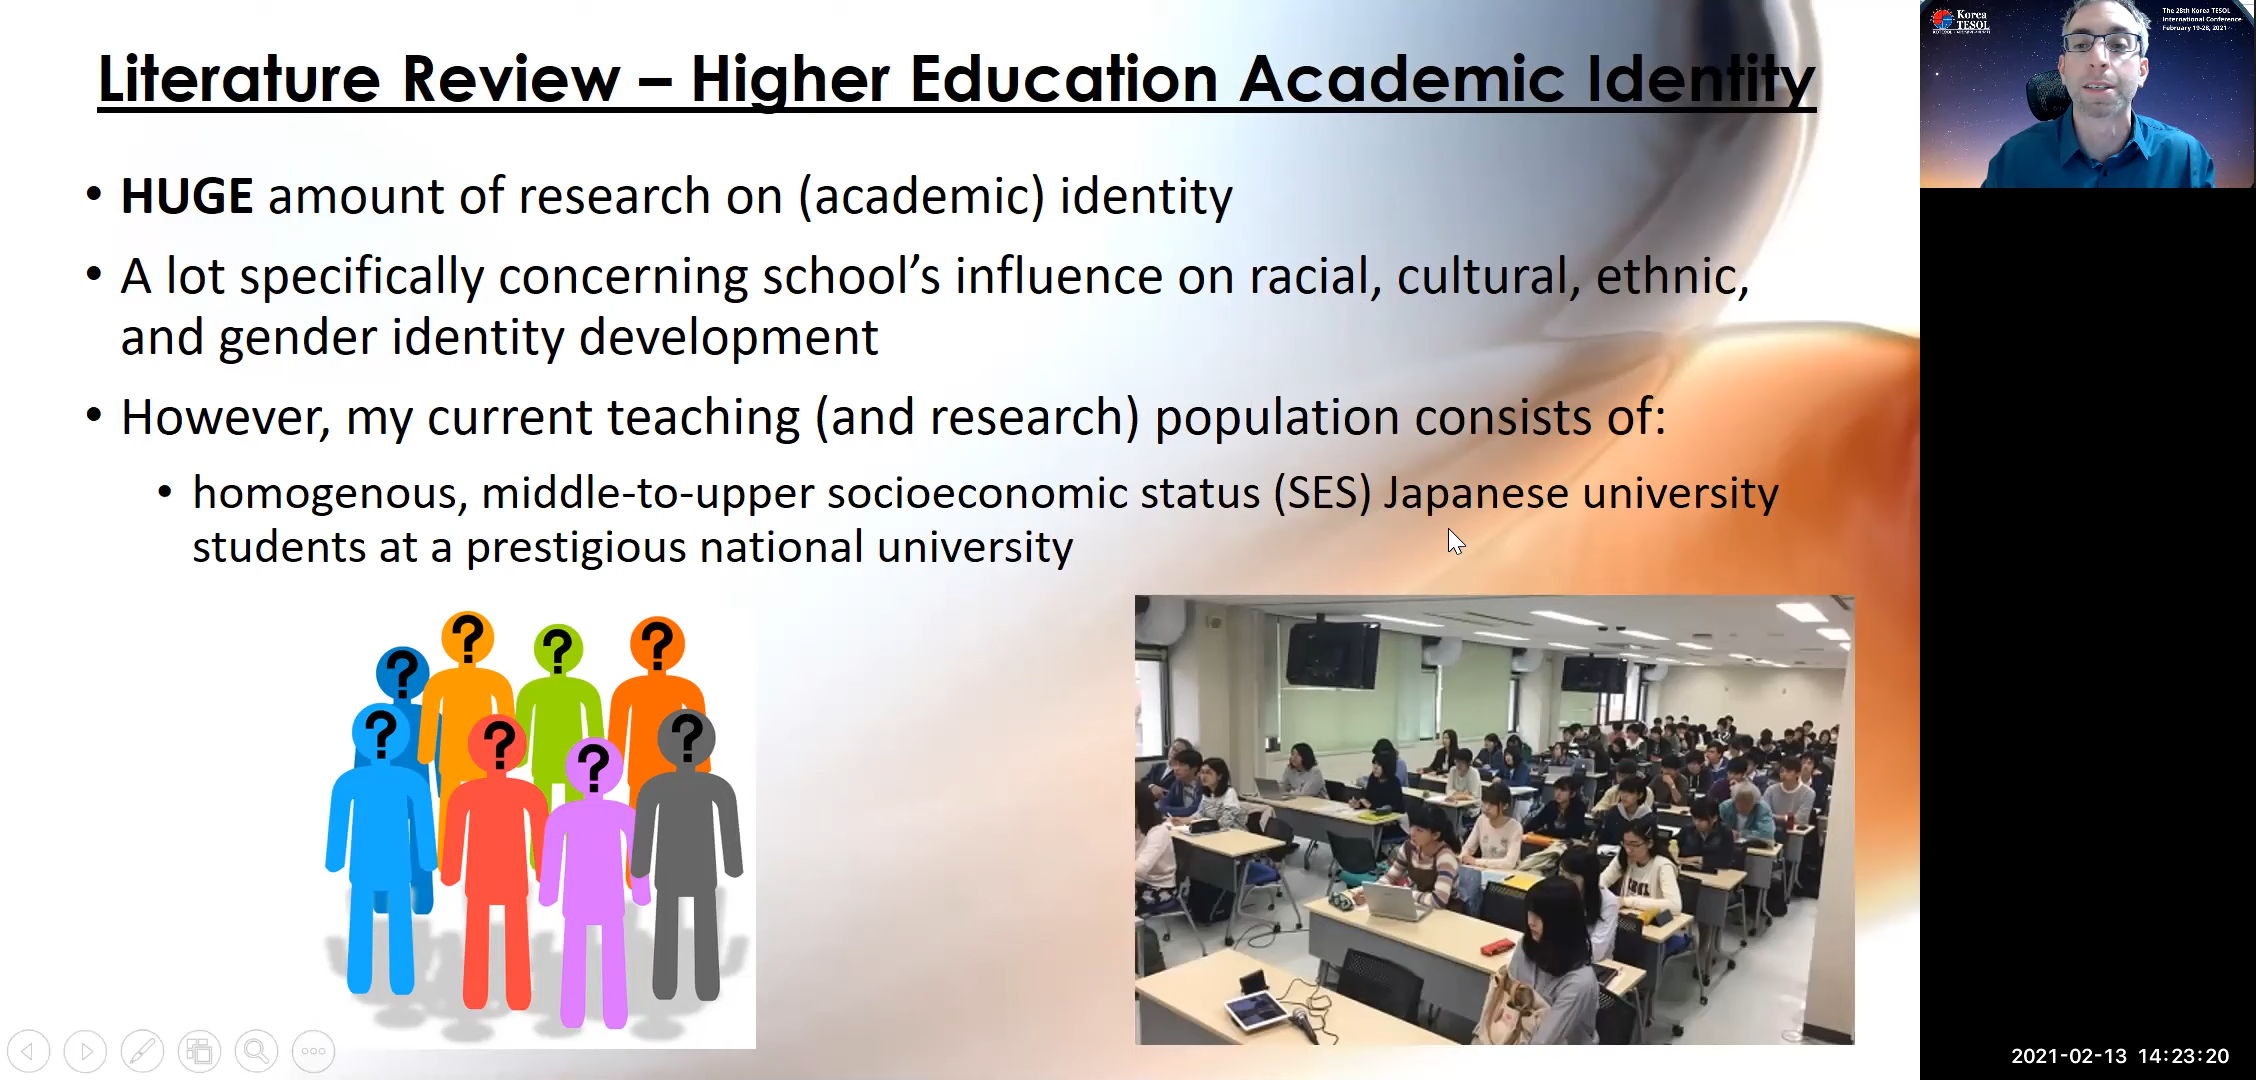 Literature Review – Higher Education Academic Identity
• HUGE amount of research on (academic) identity
• A lot specifically concerning school’s influence on racial, cultural, ethnic,
and gender identity development
• However, my current teaching (and research) population consists of:
• homogenous, middle-to-upper socioeconomic status (SES) Japanese university
students at a prestigious national university
? ? ? ?
? ? ? ?
Korea
TESOL
The 28th Korea TESOL
International Conference
February 19-28, 2021
2021-02-13 14:23:20